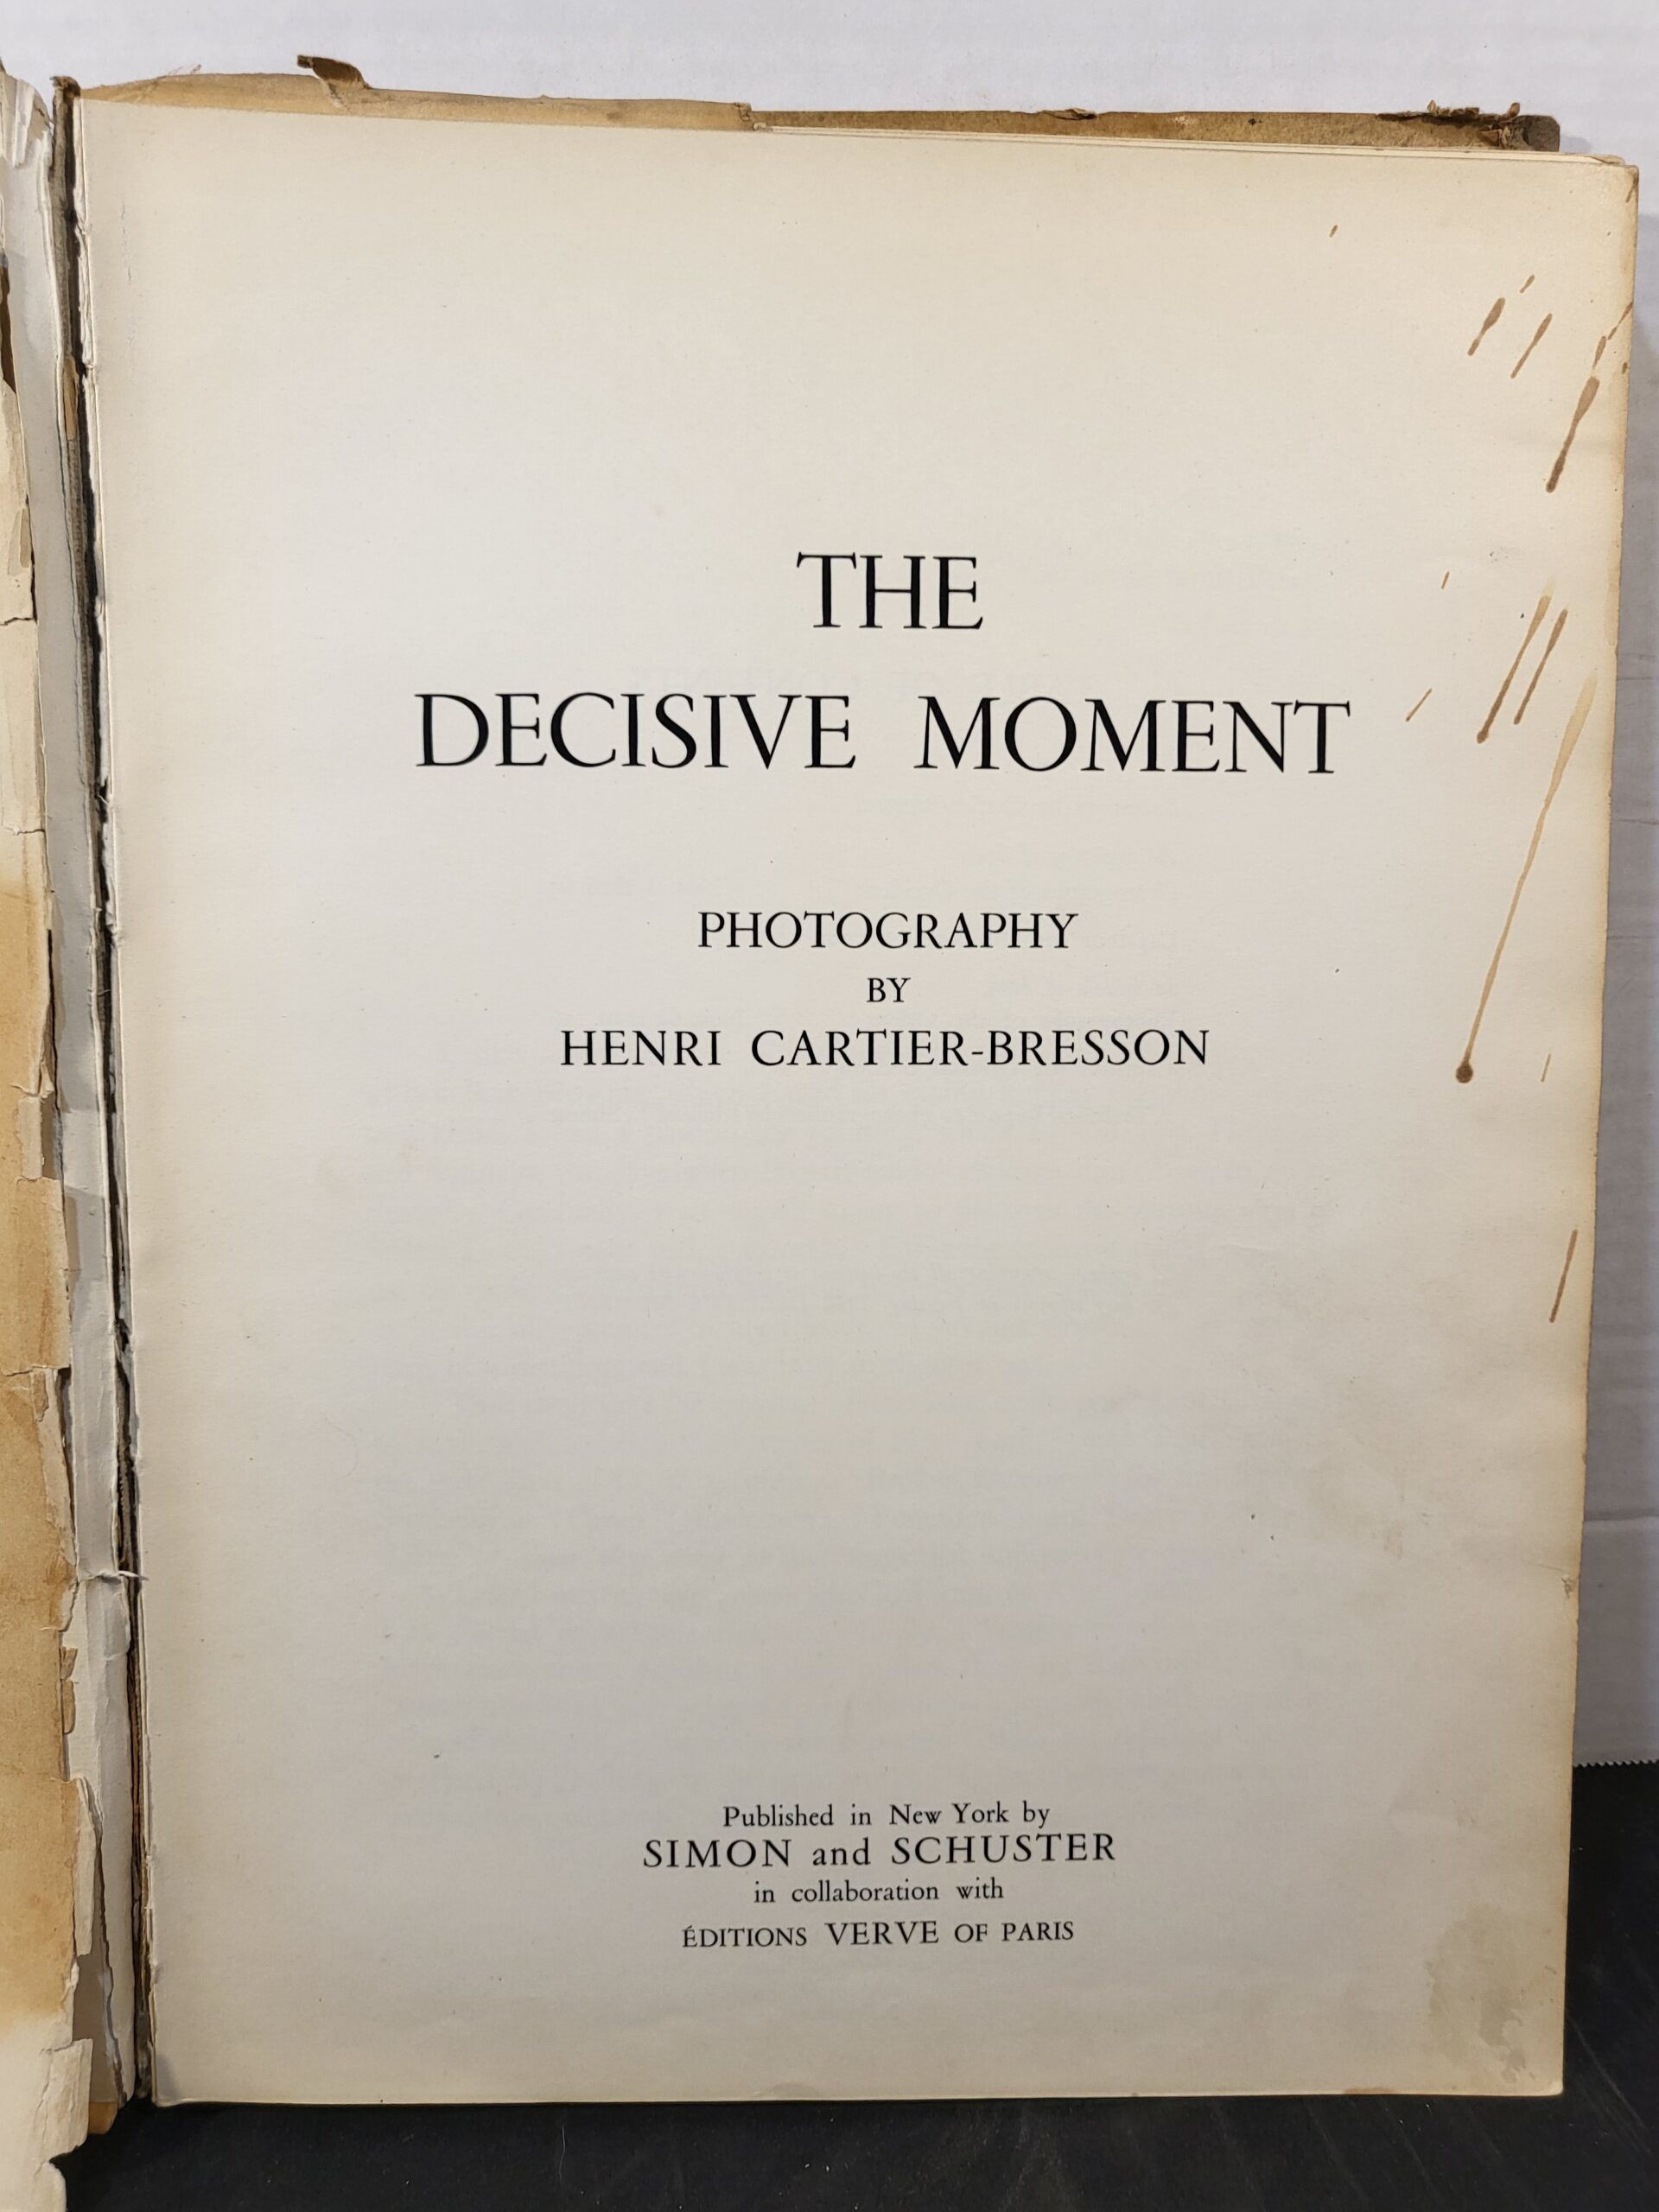 THE
DECISIVE MOMENT
PHOTOGRAPHY
BY
HENRI CARTIER-BRESSON
Published in New York by
SIMON and SCHUSTER
in collaboration with
ÉDITIONS VERVE OF PARIS